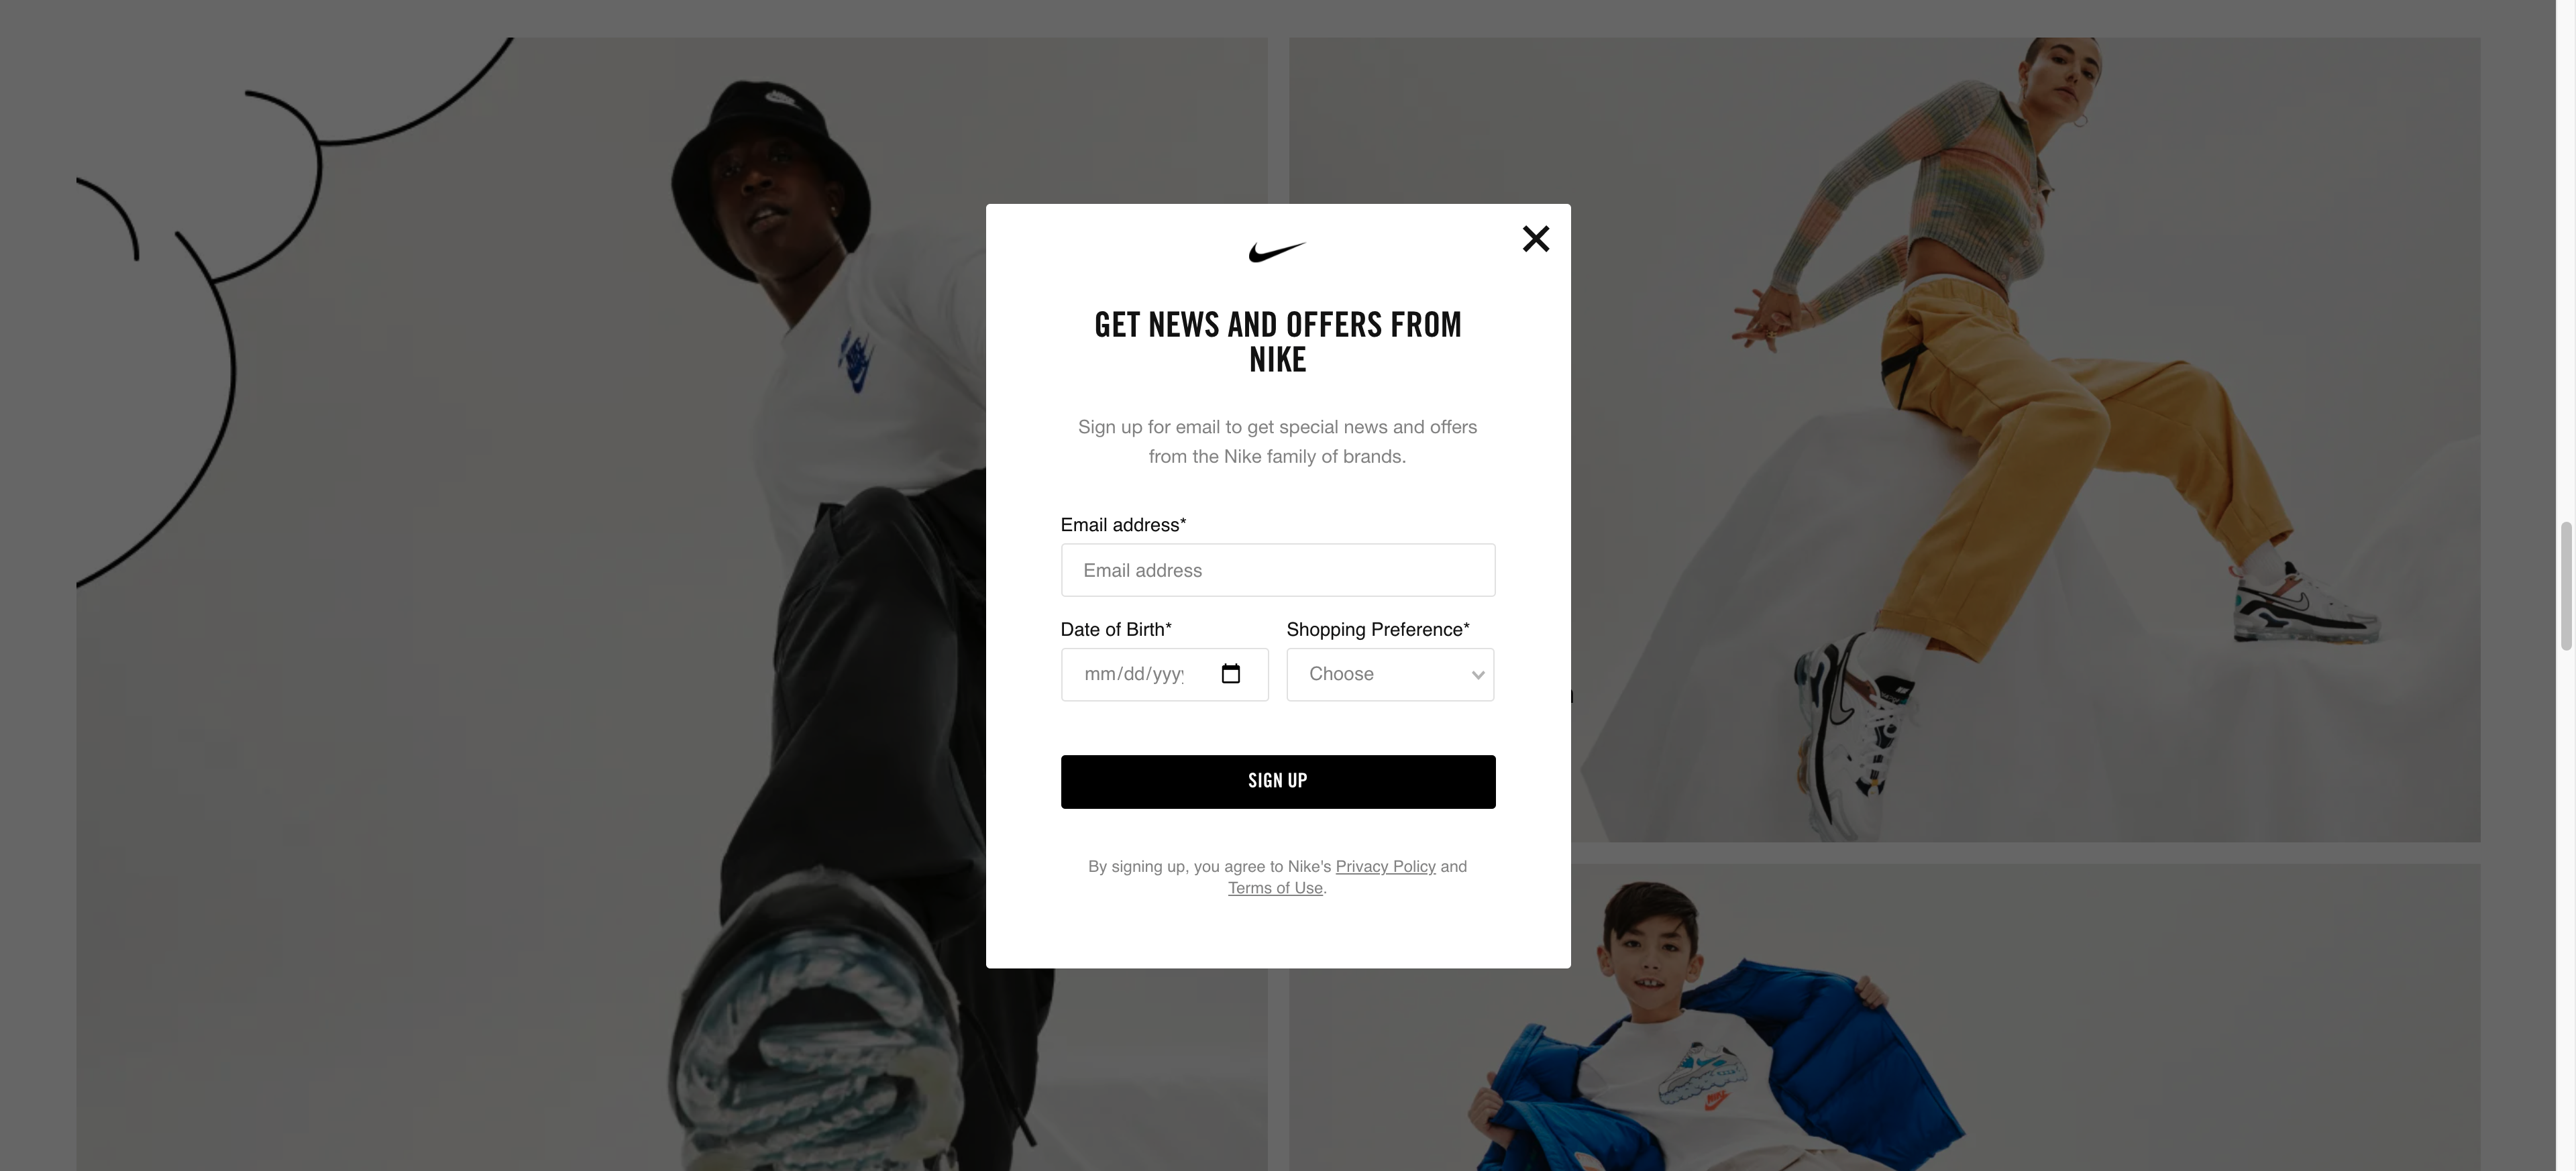 GET NEWS AND OFFERS FROM
NIKE
Sign up for email to get special news and offers
from the Nike family of brands.
Email address*
Email address
Date of Birth*
Shopping Preference*
mm/dd/yyyy
Choose
SIGN UP
By signing up, you agree to Nike's Privacy Policy and
Terms of Use.
NIKE